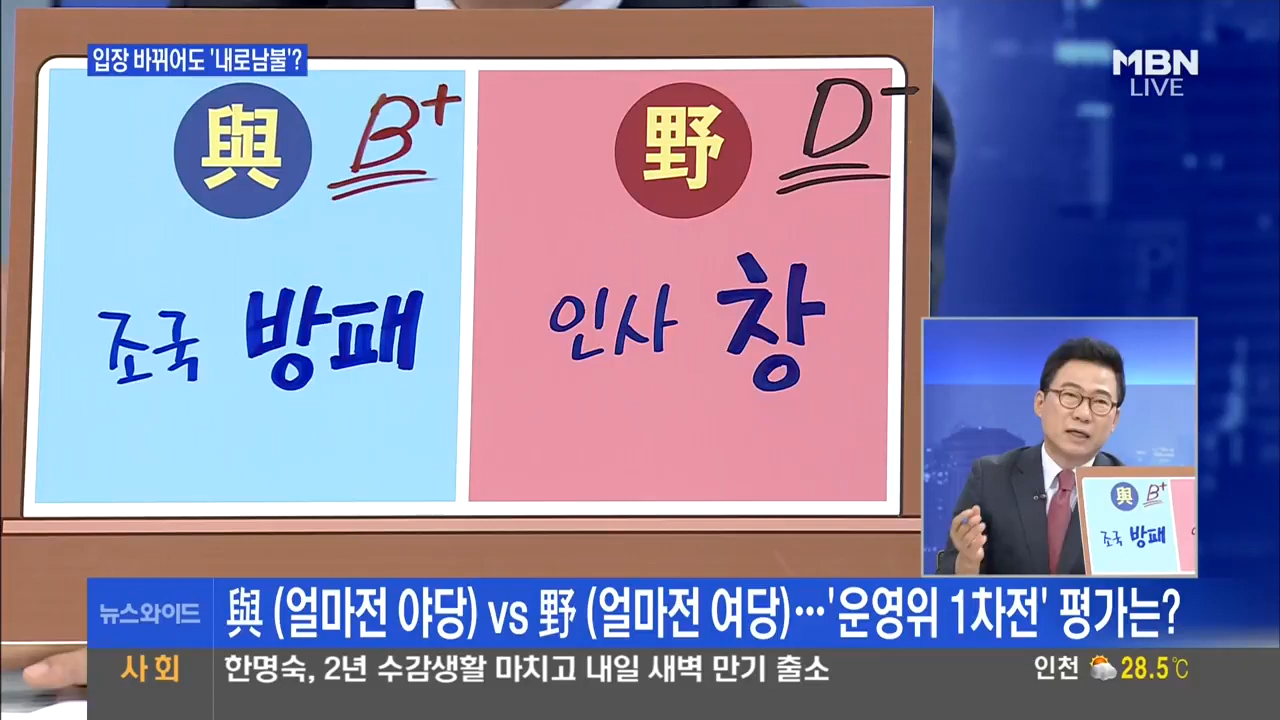 입장 바뀌어도 '내로남불'?
MBN
LIVE
與 B+
野 D-
조국 방패
인사 창
與 B+
조국 방패
뉴스와이드
與 (얼마전 야당) vs 野 (얼마전 여당)…'운영위 1차전' 평가는?
사회
한명숙, 2년 수감생활 마치고 내일 새벽 만기 출소
인천 28.5℃